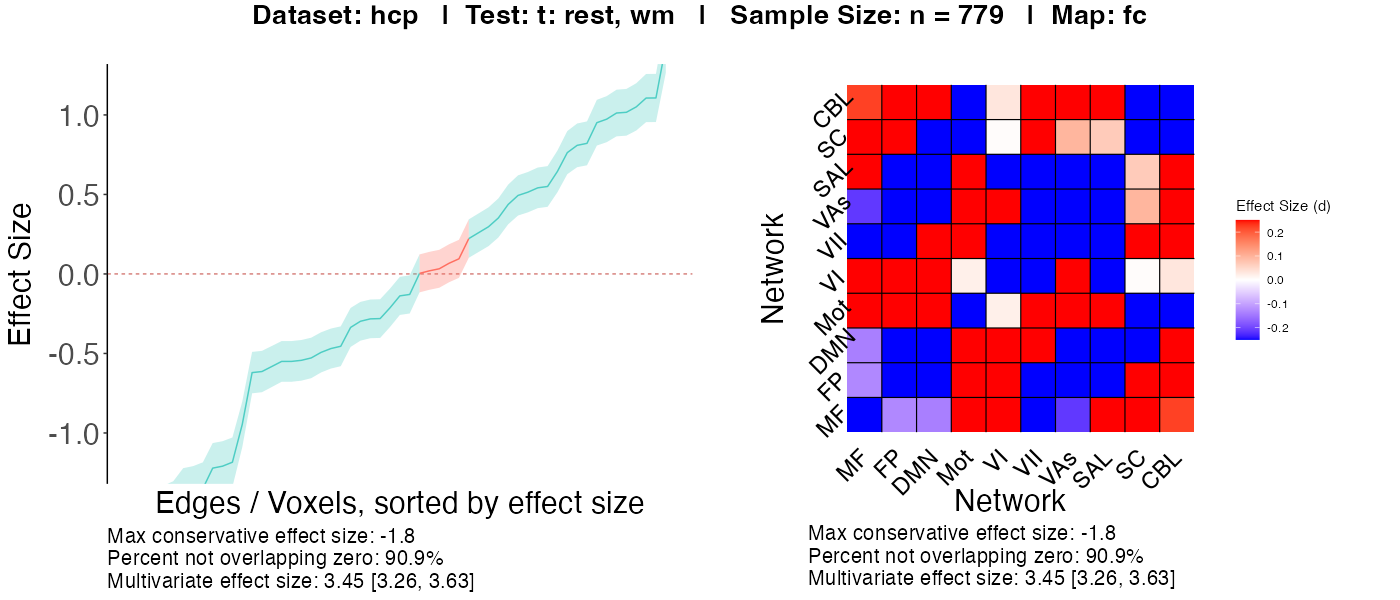 Dataset: hcp | Test: t: rest, wm | Sample Size: n = 779 | Map: fc
Effect Size
1.0
0.5
0.0
-0.5
-1.0
Edges / Voxels, sorted by effect size
Max conservative effect size: -1.8
Percent not overlapping zero: 90.9%
Multivariate effect size: 3.45 [3.26, 3.63]
Network
CBL
SC
SAL
VAs
VII
VI
Mot
DMN
FP
MF
MF FP DMN Mot VI VII VAs SAL SC CBL
Network
Max conservative effect size: -1.8
Percent not overlapping zero: 90.9%
Multivariate effect size: 3.45 [3.26, 3.63]
Effect Size (d)
0.2
0.1
0.0
-0.1
-0.2